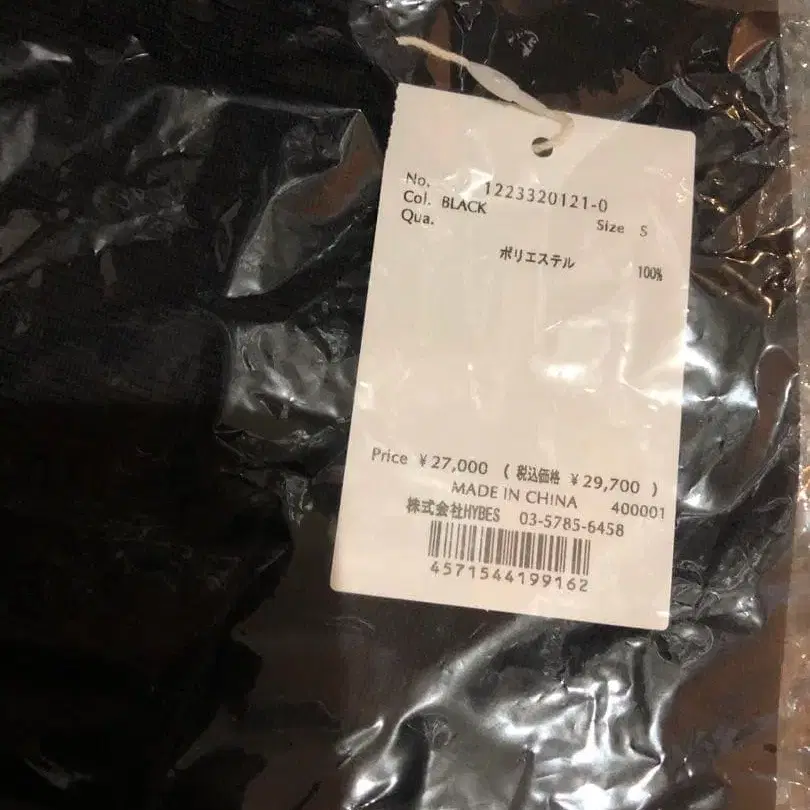 No. 1223320121-0
Col. BLACK
Size S
Qua.
ポリエステル 100%
Price ¥27,000 (税込価格 ¥29,700)
MADE IN CHINA 400001
株式会社HYBES 03-5785-6458
4571544199162